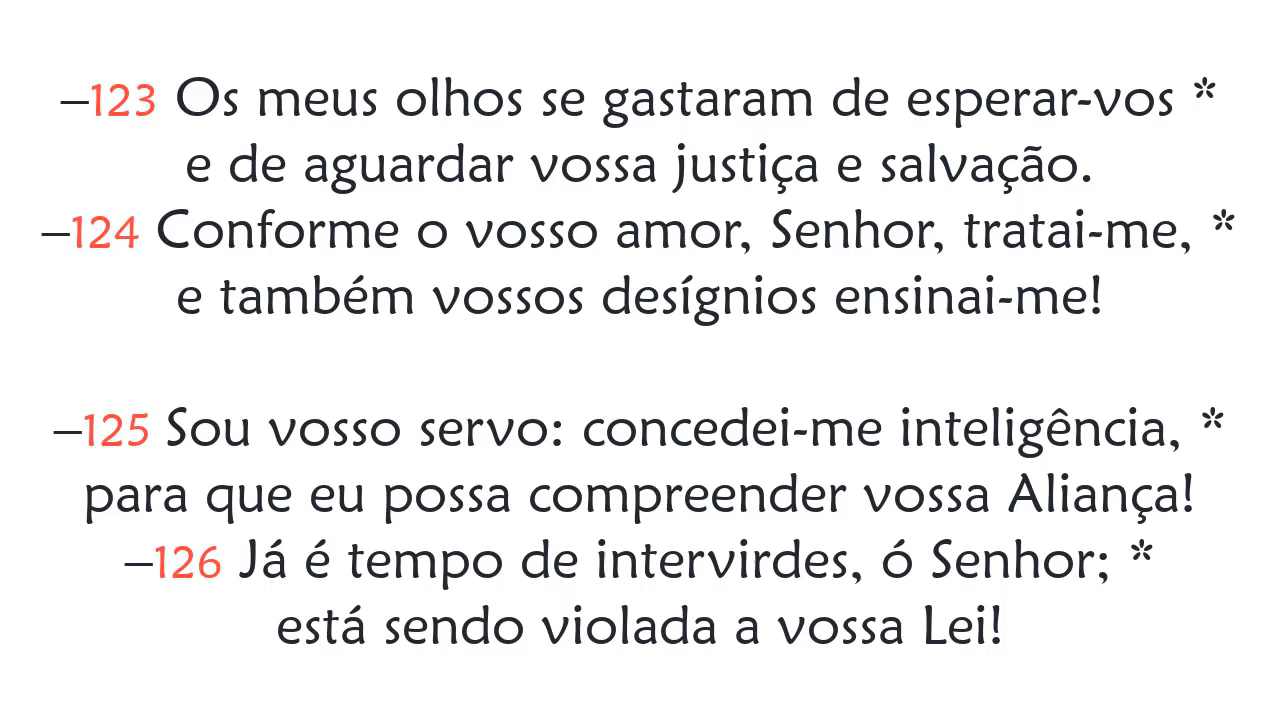 –123 Os meus olhos se gastaram de esperar-vos *
e de aguardar vossa justiça e salvação.
–124 Conforme o vosso amor, Senhor, tratai-me, *
e também vossos desígnios ensinai-me!
–125 Sou vosso servo: concedei-me inteligência, *
para que eu possa compreender vossa Aliança!
–126 Já é tempo de intervirdes, ó Senhor; *
está sendo violada a vossa Lei!